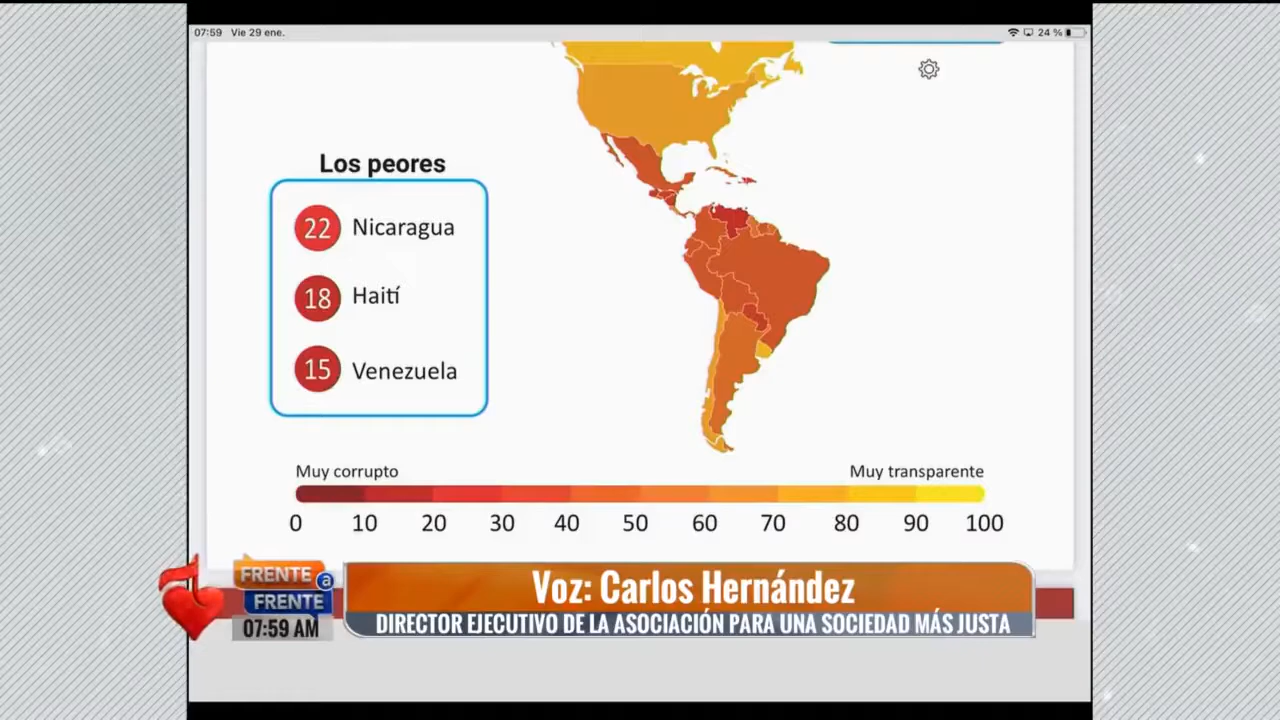 07:59 Vie 29 ene.
24 %
Los peores
22 Nicaragua
18 Haití
15 Venezuela
Muy corrupto
Muy transparente
0 10 20 30 40 50 60 70 80 90 100
FRENTE a
FRENTE
07:59 AM
Voz: Carlos Hernández
DIRECTOR EJECUTIVO DE LA ASOCIACIÓN PARA UNA SOCIEDAD MÁS JUSTA